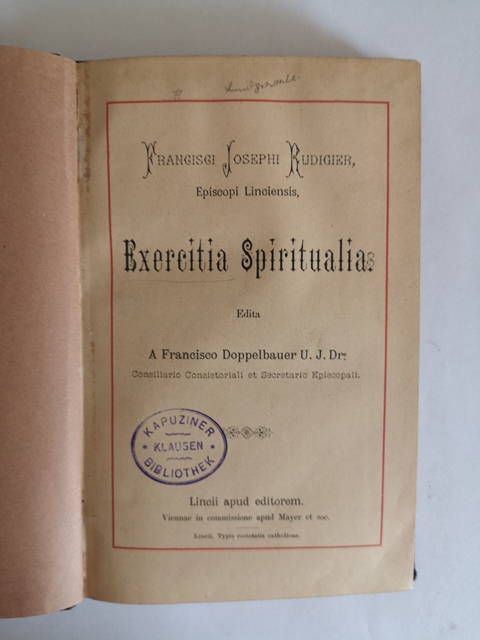 Francisci Josephi Rudigier,
Episcopi Linciensis,
Exercitia Spiritualia.
Edita
A Francisco Doppelbauer U. J. Dre
Consiliario Consistoriali et Secretario Episcopali.
KAPUZINER
KLAUSEN
BIBLIOTHEK
Lincii apud editorem.
Viennae in commissione apud Mayer et soc.
Lincii, Typis societatis catholicae.